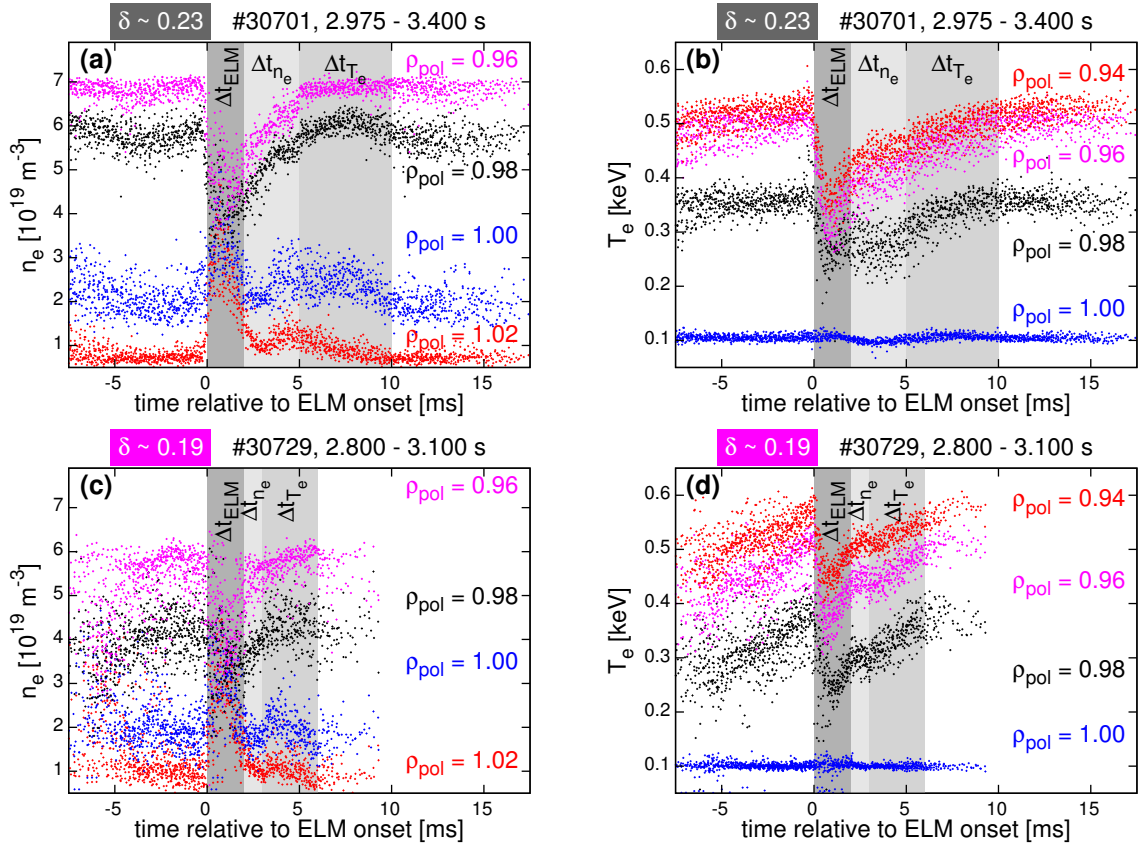 δ ~ 0.23 #30701, 2.975 - 3.400 s
(a)
Δt_ELM
Δt_n_e
Δt_T_e
ρ_pol = 0.96
ρ_pol = 0.98
ρ_pol = 1.00
ρ_pol = 1.02
n_e [10^19 m^-3]
7
6
5
4
3
2
1
-5 0 5 10 15
time relative to ELM onset [ms]
δ ~ 0.23 #30701, 2.975 - 3.400 s
(b)
Δt_ELM
Δt_n_e
Δt_T_e
ρ_pol = 0.94
ρ_pol = 0.96
ρ_pol = 0.98
ρ_pol = 1.00
T_e [keV]
0.6
0.5
0.4
0.3
0.2
0.1
-5 0 5 10 15
time relative to ELM onset [ms]
δ ~ 0.19 #30729, 2.800 - 3.100 s
(c)
Δt_ELM
Δt_n_e
Δt_T_e
ρ_pol = 0.96
ρ_pol = 0.98
ρ_pol = 1.00
ρ_pol = 1.02
n_e [10^19 m^-3]
7
6
5
4
3
2
1
-5 0 5 10 15
time relative to ELM onset [ms]
δ ~ 0.19 #30729, 2.800 - 3.100 s
(d)
Δt_ELM
Δt_n_e
Δt_T_e
ρ_pol = 0.94
ρ_pol = 0.96
ρ_pol = 0.98
ρ_pol = 1.00
T_e [keV]
0.6
0.5
0.4
0.3
0.2
0.1
-5 0 5 10 15
time relative to ELM onset [ms]